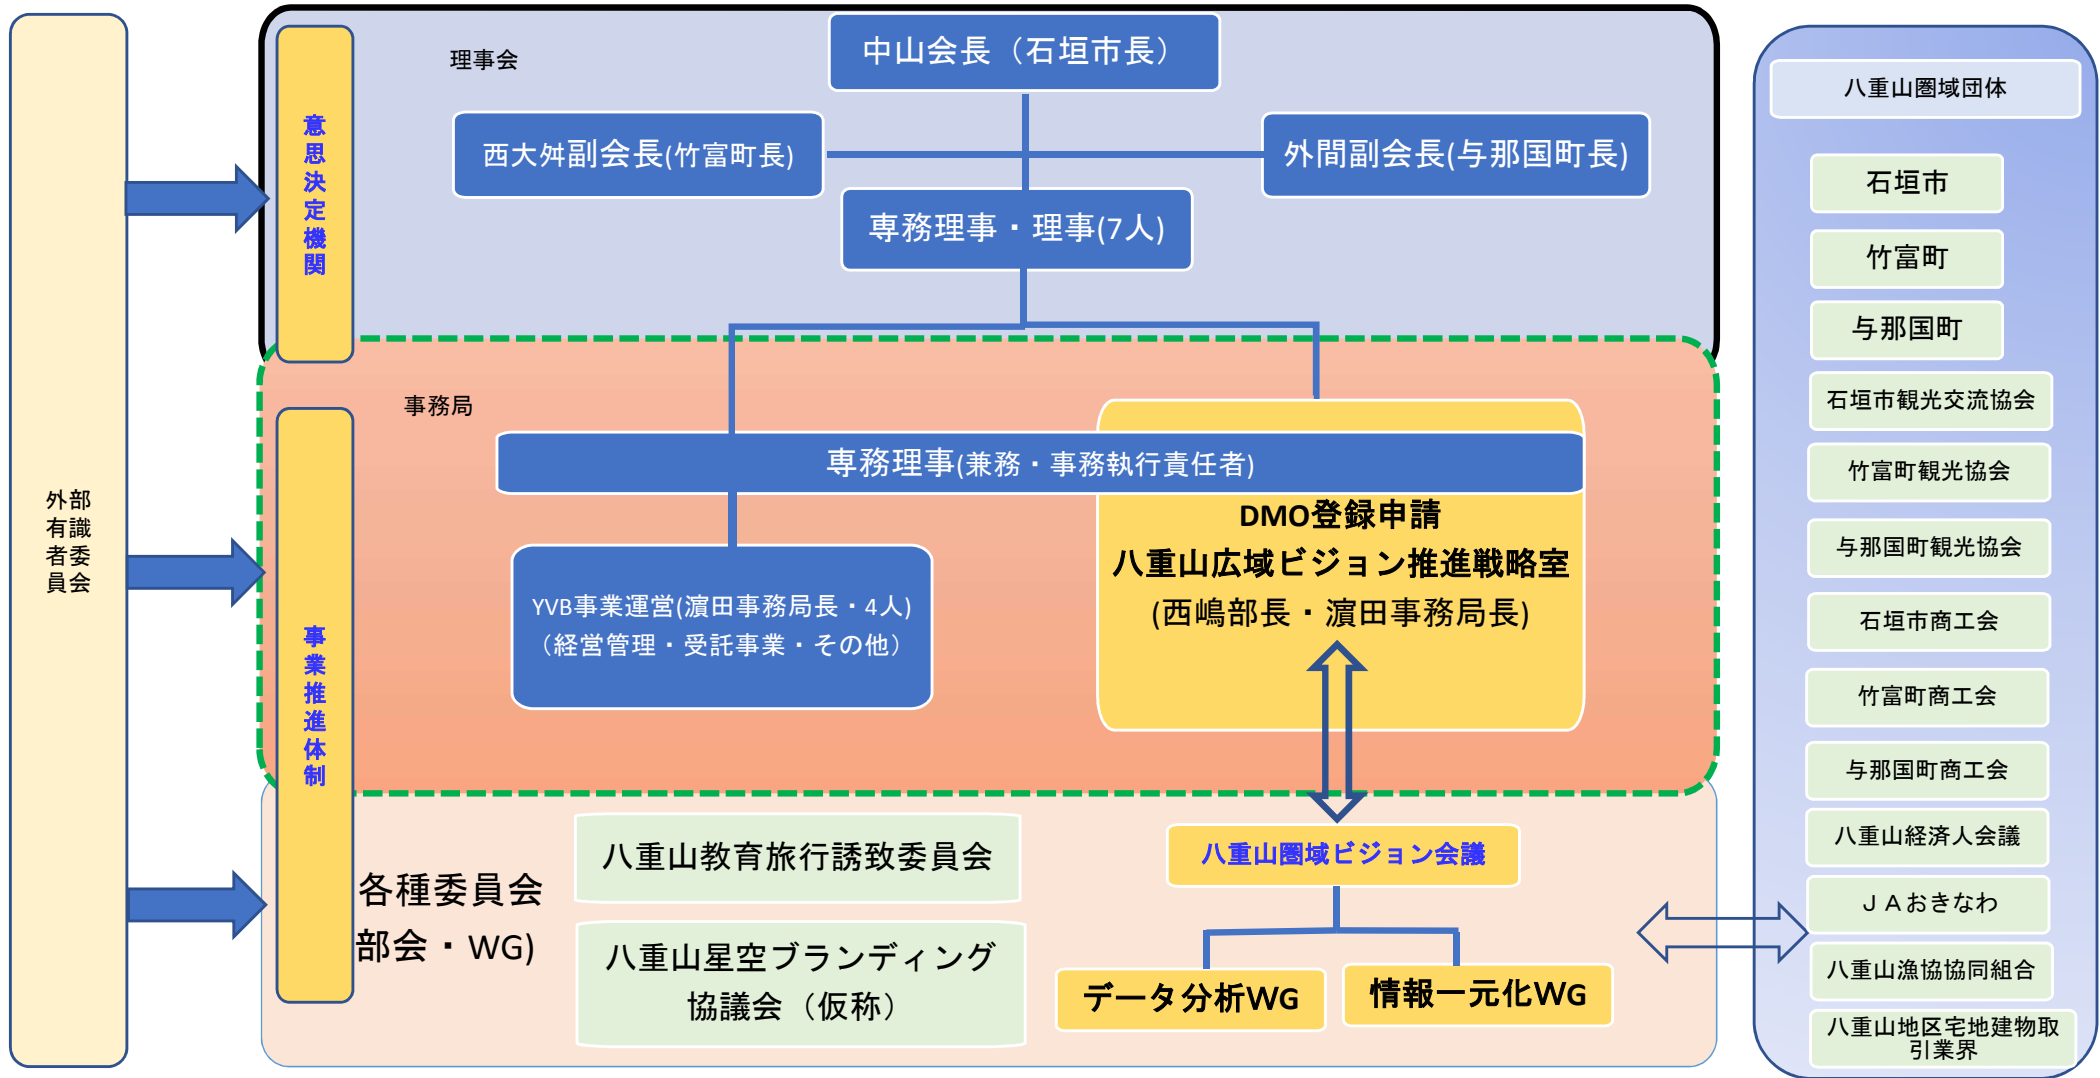 外部
有識
者委
員会
意思決定機関
理事会
中山会長（石垣市長）
西大舛副会長(竹富町長)
外間副会長(与那国町長)
専務理事・理事(7人)
事業推進体制
事務局
専務理事(兼務・事務執行責任者)
YVB事業運営(濵田事務局長・4人)
（経営管理・受託事業・その他）
DMO登録申請
八重山広域ビジョン推進戦略室
(西嶋部長・濵田事務局長)
各種委員会
部会・WG)
八重山教育旅行誘致委員会
八重山星空ブランディング
協議会（仮称）
八重山圏域ビジョン会議
データ分析WG
情報一元化WG
八重山圏域団体
石垣市
竹富町
与那国町
石垣市観光交流協会
竹富町観光協会
与那国町観光協会
石垣市商工会
竹富町商工会
与那国町商工会
八重山経済人会議
ＪＡおきなわ
八重山漁協協同組合
八重山地区宅地建物取
引業界